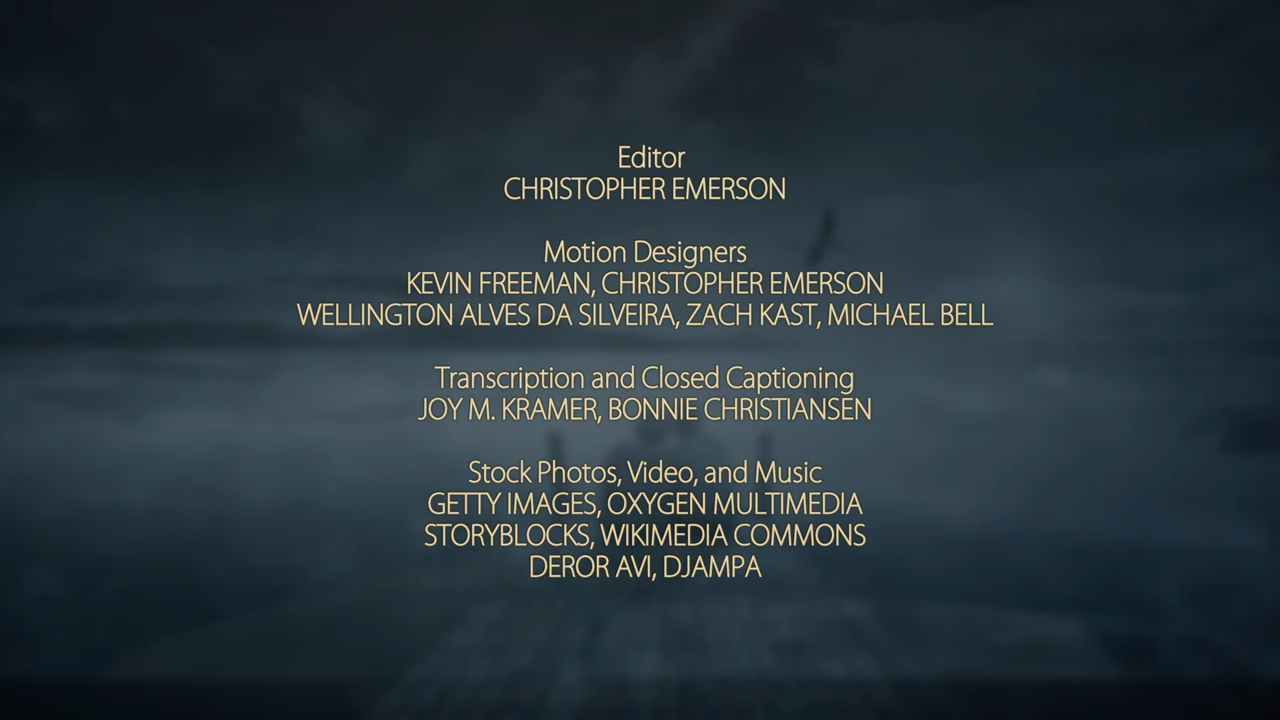 Editor
CHRISTOPHER EMERSON
Motion Designers
KEVIN FREEMAN, CHRISTOPHER EMERSON
WELLINGTON ALVES DA SILVEIRA, ZACH KAST, MICHAEL BELL
Transcription and Closed Captioning
JOY M. KRAMER, BONNIE CHRISTIANSEN
Stock Photos, Video, and Music
GETTY IMAGES, OXYGEN MULTIMEDIA
STORYBLOCKS, WIKIMEDIA COMMONS
DEROR AVI, DJAMPA